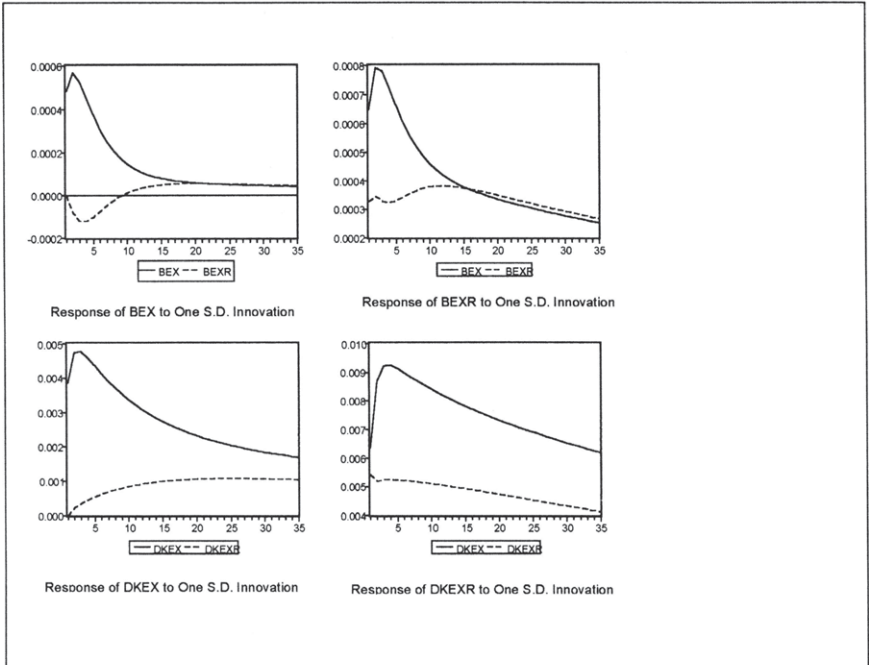 0.0006
0.0004
0.0002
0.0000
-0.0002
5 10 15 20 25 30 35
BEX BEXR
Response of BEX to One S.D. Innovation
0.0008
0.0007
0.0006
0.0005
0.0004
0.0003
0.0002
5 10 15 20 25 30 35
BEX BEXR
Response of BEXR to One S.D. Innovation
0.005
0.004
0.003
0.002
0.001
0.000
5 10 15 20 25 30 35
DKEX DKEXR
Response of DKEX to One S.D. Innovation
0.010
0.009
0.008
0.007
0.006
0.005
0.004
5 10 15 20 25 30 35
DKEX DKEXR
Response of DKEXR to One S.D. Innovation